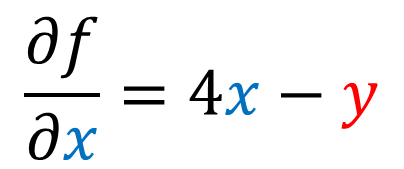 ∂f/∂x = 4x − y